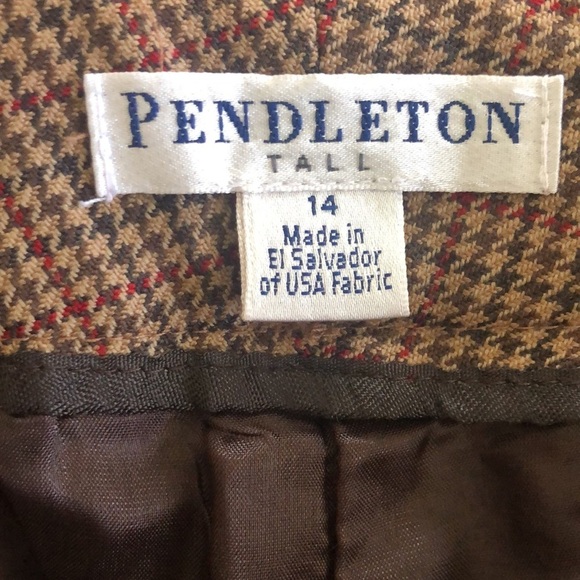 PENDLETON
TALL
14
Made in
El Salvador
of USA Fabric